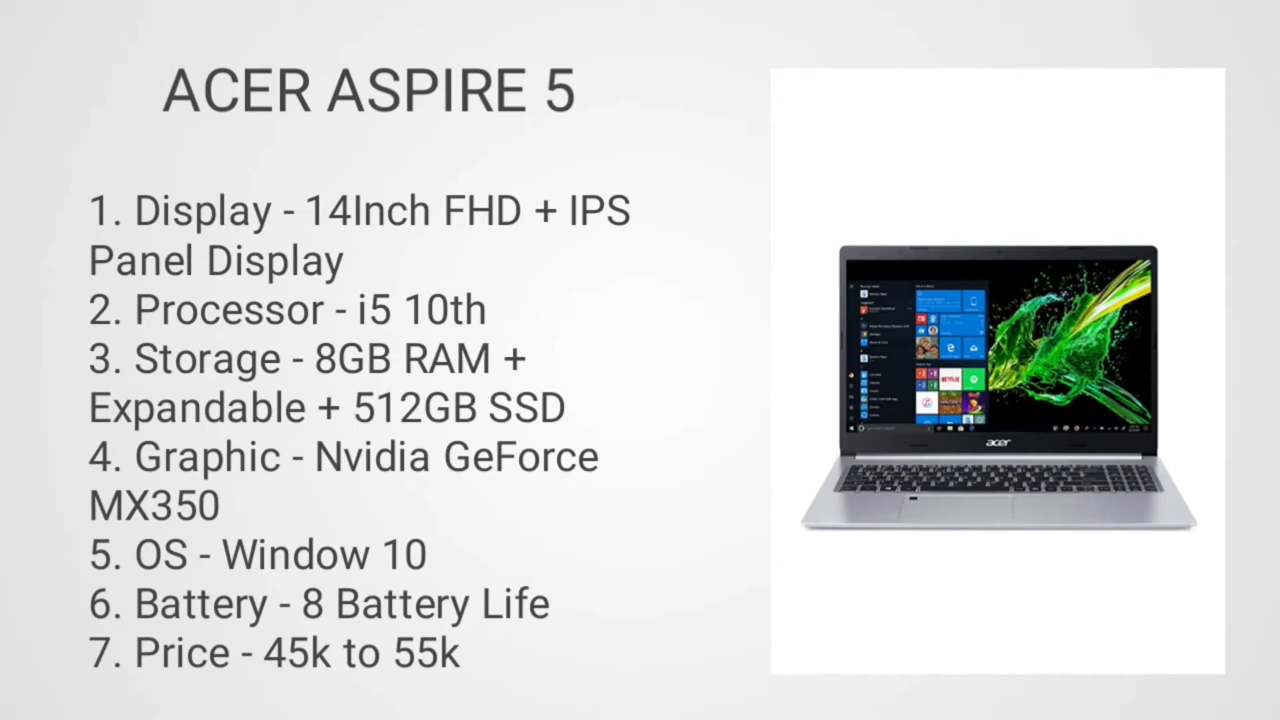 ACER ASPIRE 5
1. Display - 14Inch FHD + IPS
Panel Display
2. Processor - i5 10th
3. Storage - 8GB RAM +
Expandable + 512GB SSD
4. Graphic - Nvidia GeForce
MX350
5. OS - Window 10
6. Battery - 8 Battery Life
7. Price - 45k to 55k
NETFLIX
acer